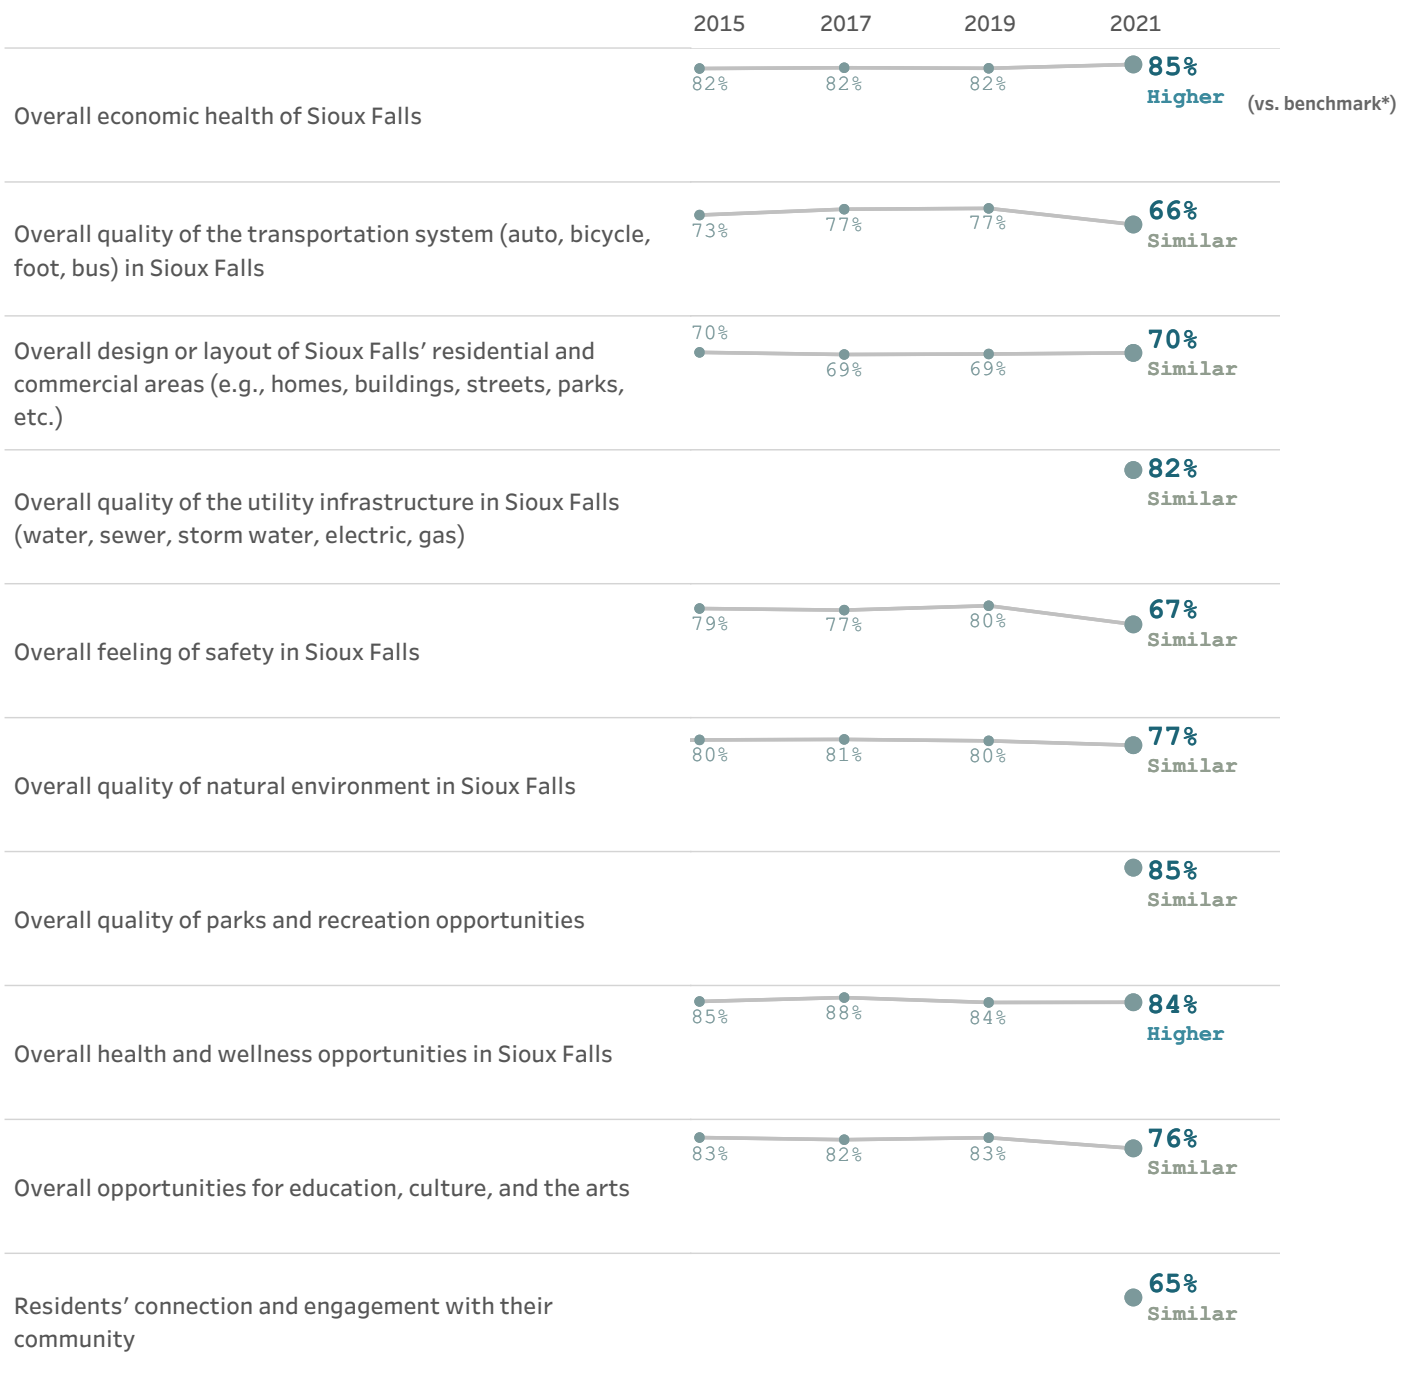 2015 2017 2019 2021
85%
82% 82% 82%
Higher (vs. benchmark*)
Overall economic health of Sioux Falls
66%
73% 77% 77%
Similar
Overall quality of the transportation system (auto, bicycle,
foot, bus) in Sioux Falls
70%
70%
69% 69%
Similar
Overall design or layout of Sioux Falls’ residential and
commercial areas (e.g., homes, buildings, streets, parks,
etc.)
82%
Similar
Overall quality of the utility infrastructure in Sioux Falls
(water, sewer, storm water, electric, gas)
67%
79% 77% 80%
Similar
Overall feeling of safety in Sioux Falls
77%
80% 81% 80%
Similar
Overall quality of natural environment in Sioux Falls
85%
Similar
Overall quality of parks and recreation opportunities
84%
85% 88% 84%
Higher
Overall health and wellness opportunities in Sioux Falls
76%
83% 82% 83%
Similar
Overall opportunities for education, culture, and the arts
65%
Similar
Residents’ connection and engagement with their
community